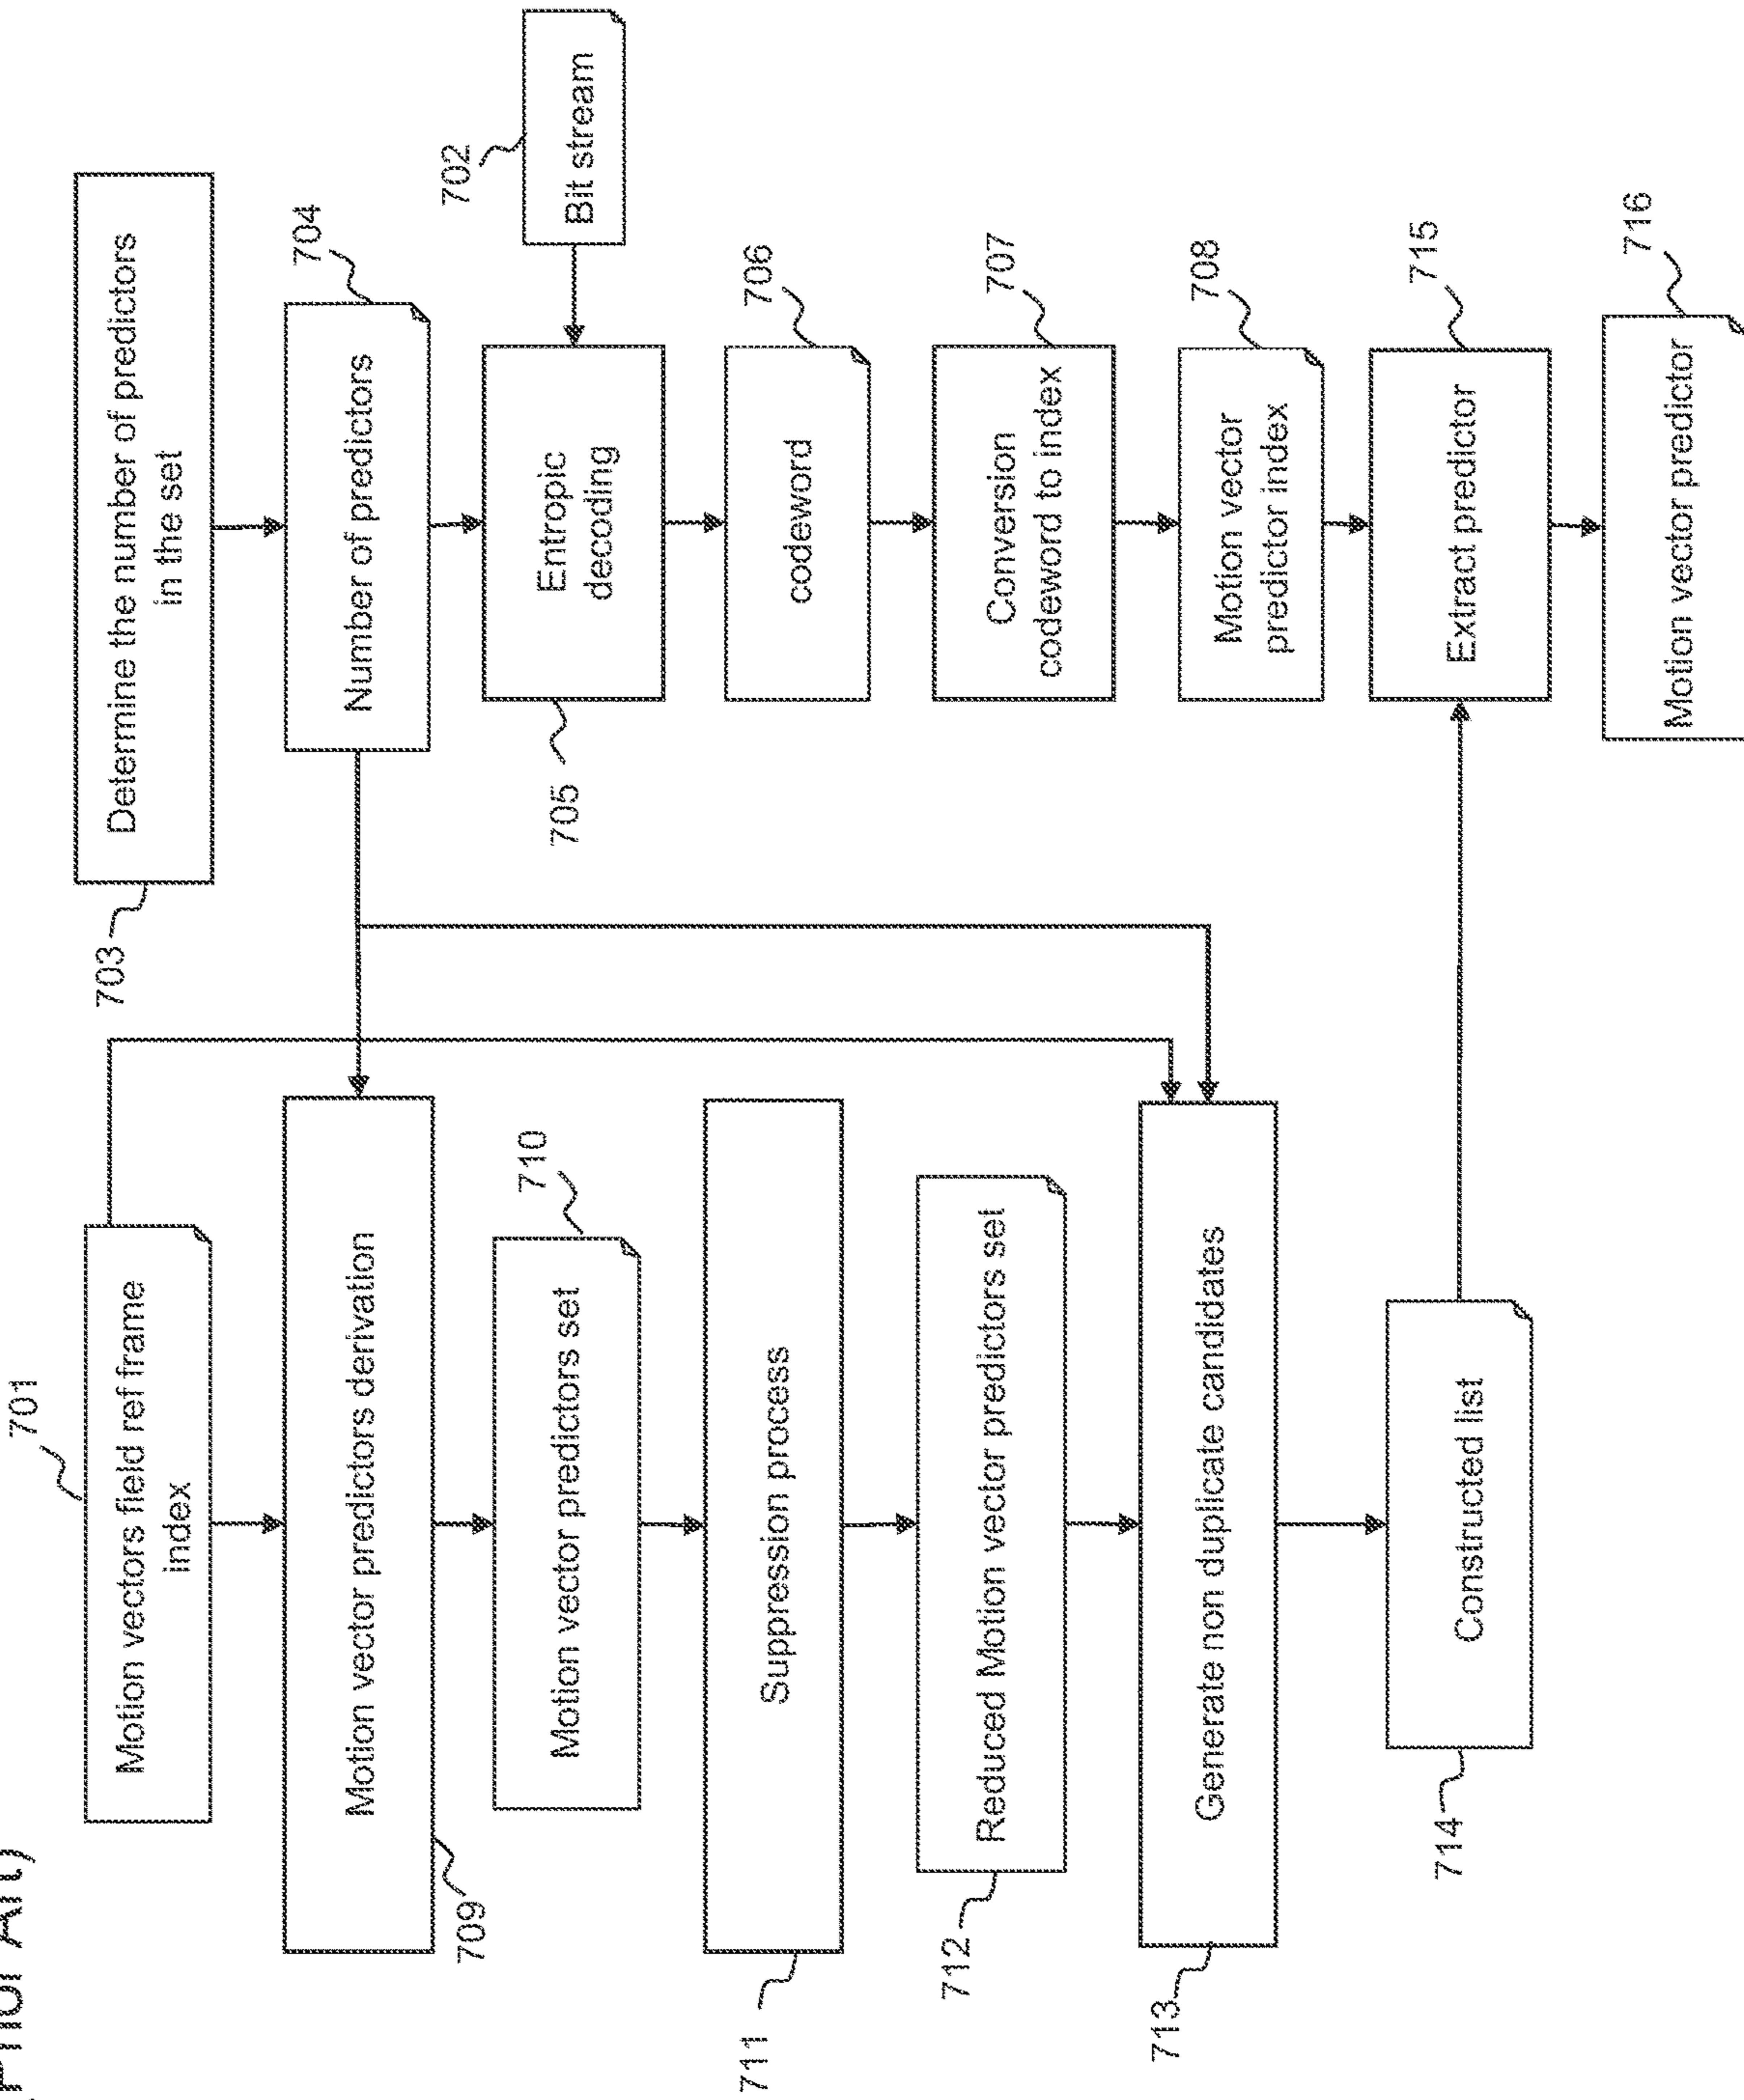 (Prior Art)
701
Motion vectors field ref frame
index
Motion vector predictors derivation
709
710
Motion vector predictors set
711
Suppression process
712
Reduced Motion vector predictors set
713
Generate non duplicate candidates
714
Constructed list
703
Determine the number of predictors
in the set
704
Number of predictors
702
Bit stream
705
Entropic
decoding
706
codeword
707
Conversion
codeword to index
708
Motion vector
predictor index
715
Extract predictor
716
Motion vector predictor